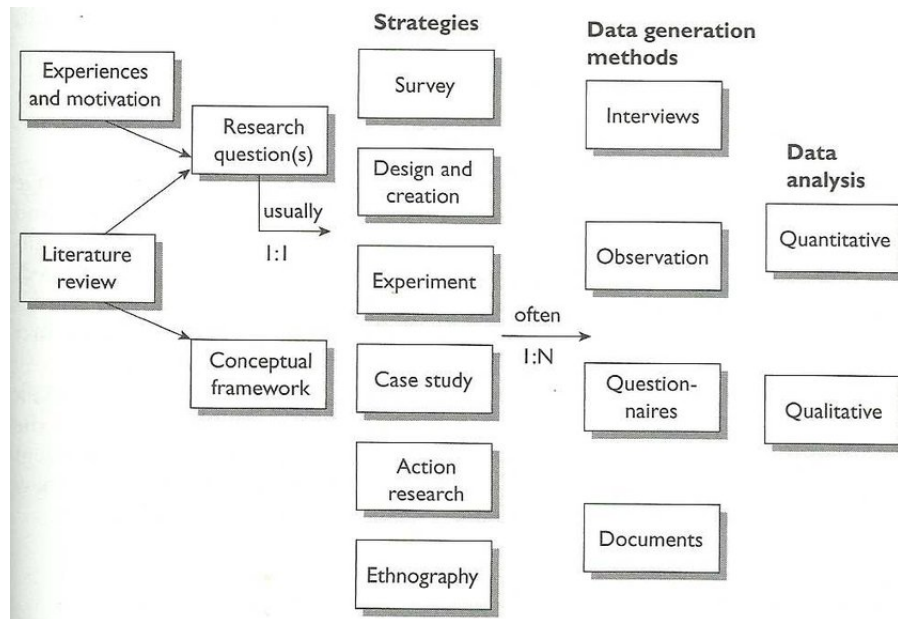 Experiences
and motivation
Literature
review
Research
question(s)
usually
1:1
Conceptual
framework
Strategies
Survey
Design and
creation
Experiment
Case study
Action
research
Ethnography
often
1:N
Data generation
methods
Interviews
Observation
Question-
naires
Documents
Data
analysis
Quantitative
Qualitative